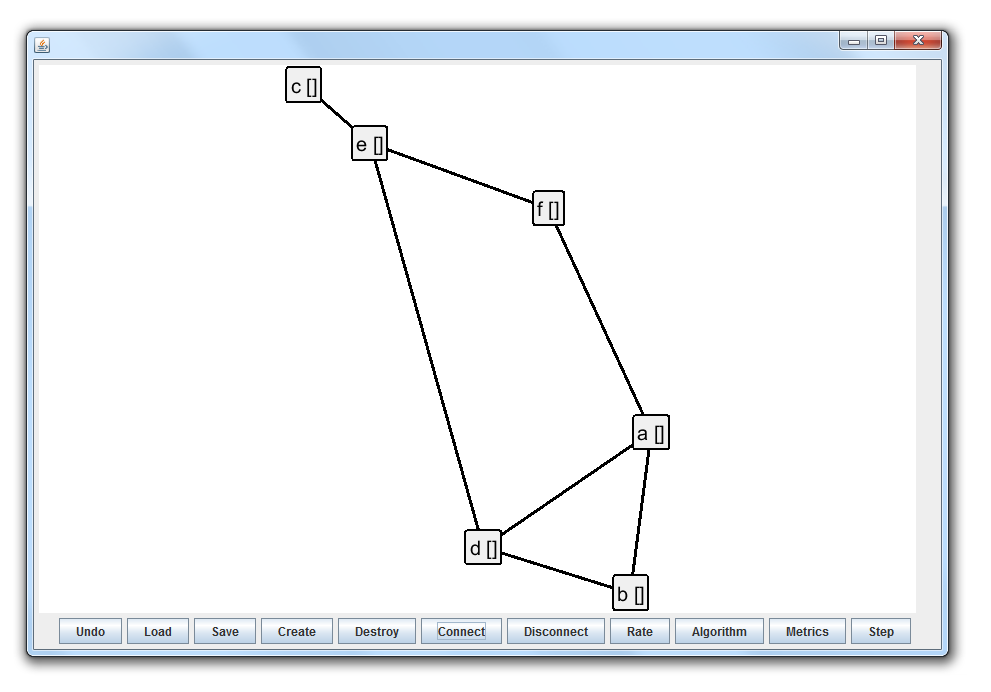 c []
e []
f []
a []
d []
b []
Undo Load Save Create Destroy Connect Disconnect Rate Algorithm Metrics Step